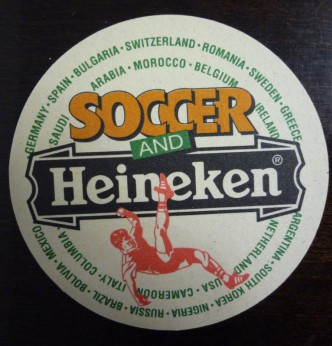 GERMANY · SPAIN · BULGARIA · SWITZERLAND · ROMANIA · SWEDEN · GREECE
SAUDI ARABIA · MOROCCO · BELGIUM · IRELAND
SOCCER
AND
Heineken®
MEXICO · BOLIVIA · BRAZIL · RUSSIA · NIGERIA · SOUTH KOREA · ARGENTINA
COLUMBIA · ITALY · CAMEROON · USA · NETHERLAND